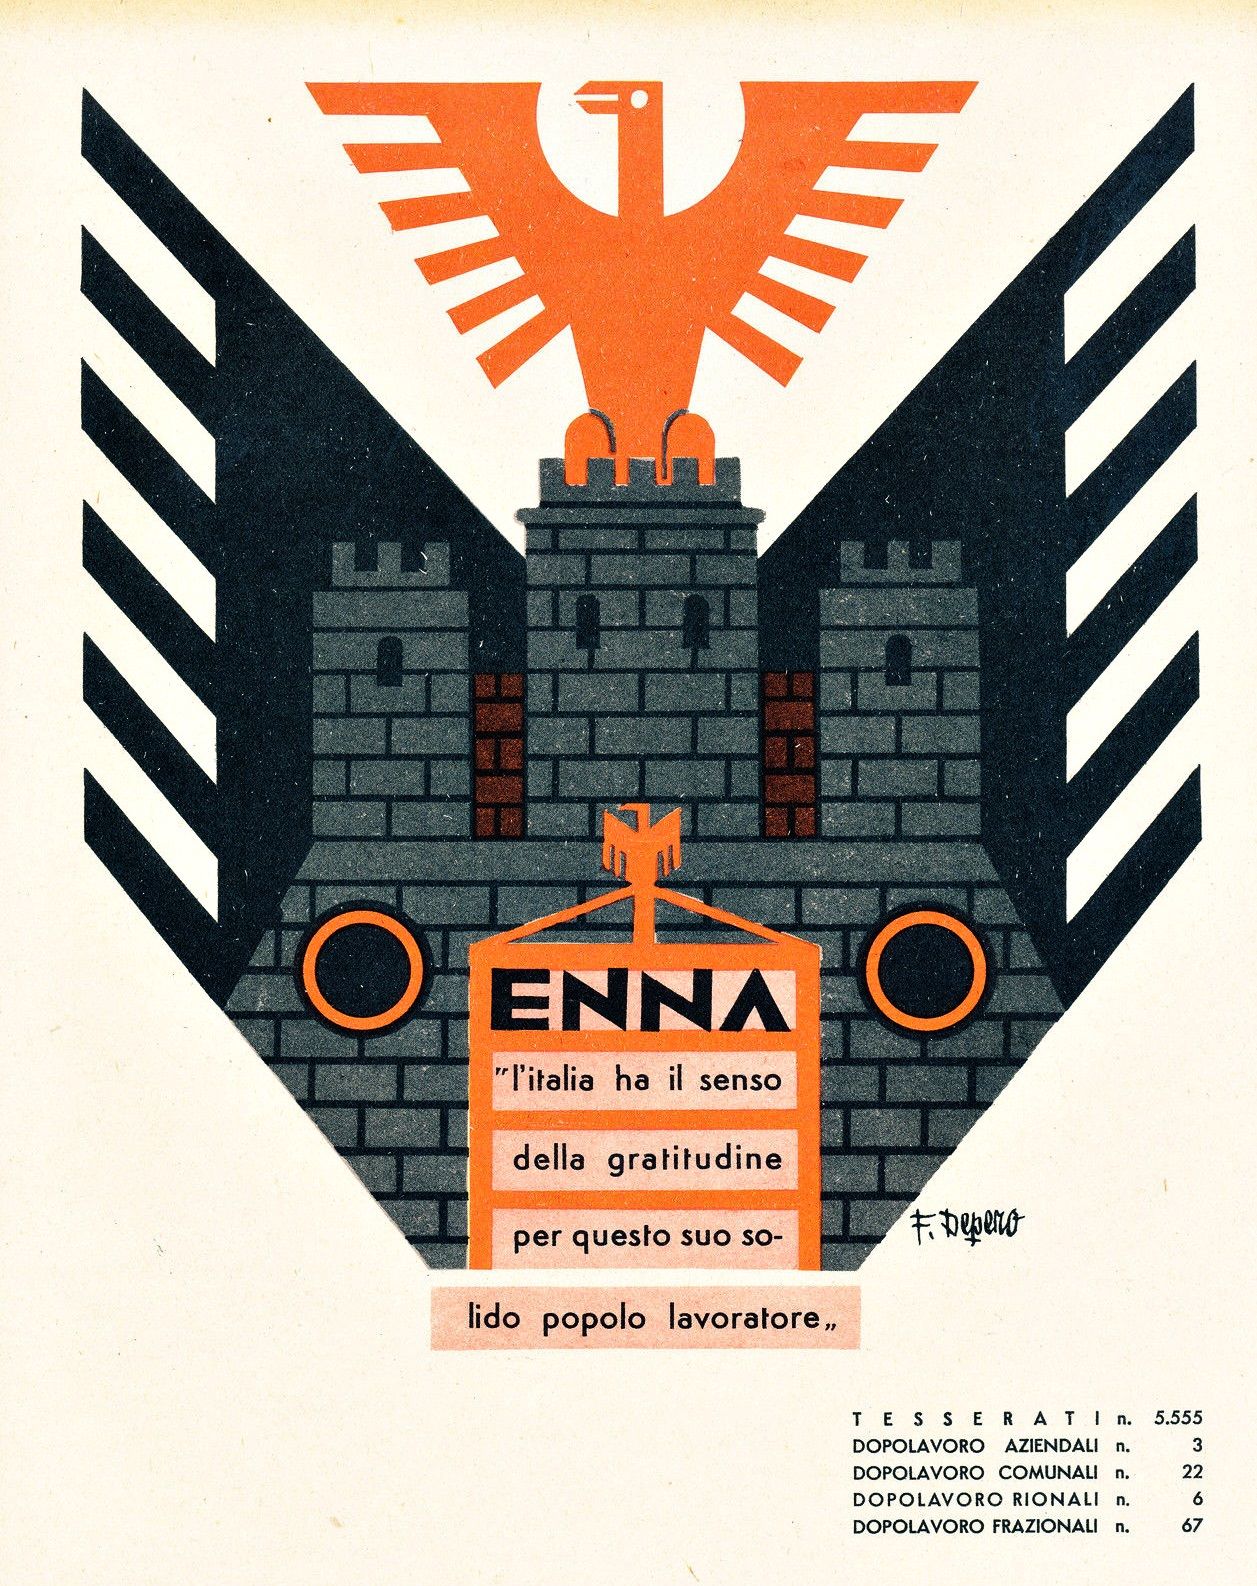 ENNA
"l'italia ha il senso
della gratitudine
per questo suo so-
lido popolo lavoratore„
F. Depero
TESSERATI n. 5.555
DOPOLAVORO AZIENDALI n. 3
DOPOLAVORO COMUNALI n. 22
DOPOLAVORO RIONALI n. 6
DOPOLAVORO FRAZIONALI n. 67